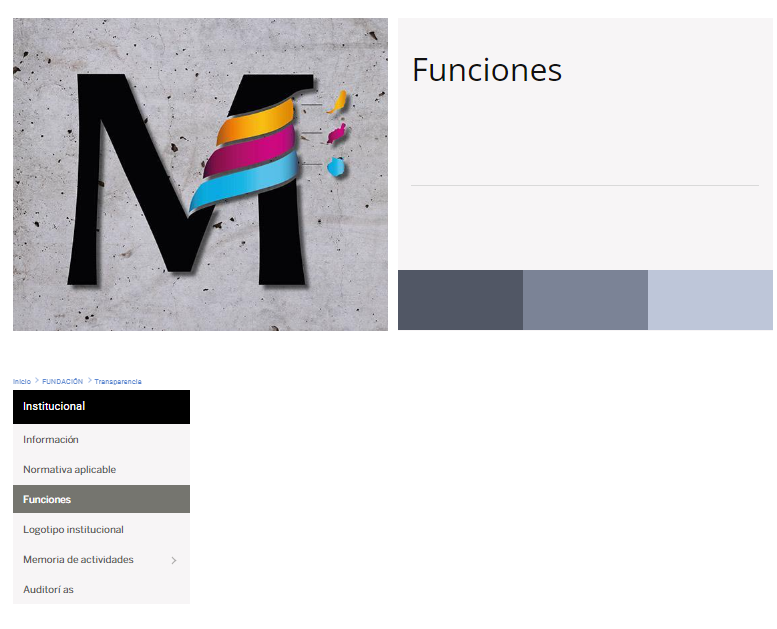 M
Funciones
Inicio > FUNDACIÓN > Transparencia
Institucional
Información
Normativa aplicable
Funciones
Logotipo institucional
Memoria de actividades >
Auditorí as